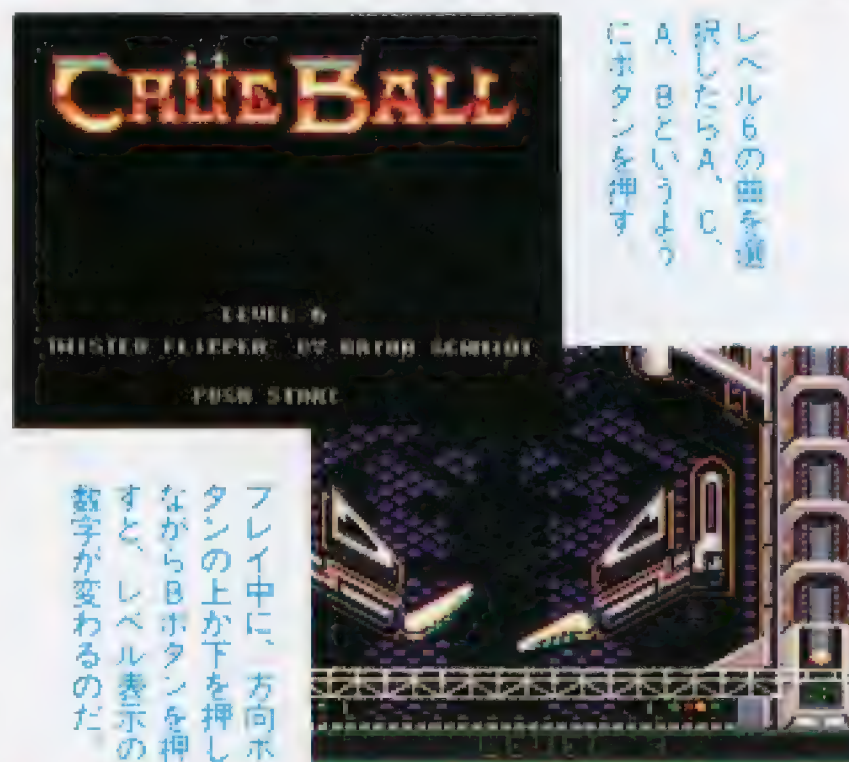 CRÜE BALL
LEVEL 6
TWISTED FLIPPER: BY
PUSH START
レベル6の曲を選
択したらA、C、
A、Bというよう
にボタンを押す
プレイ中に、方向ボ
タンの上か下を押し
ながらBボタンを押
すと、レベル表示の
数字が変わるのだ。